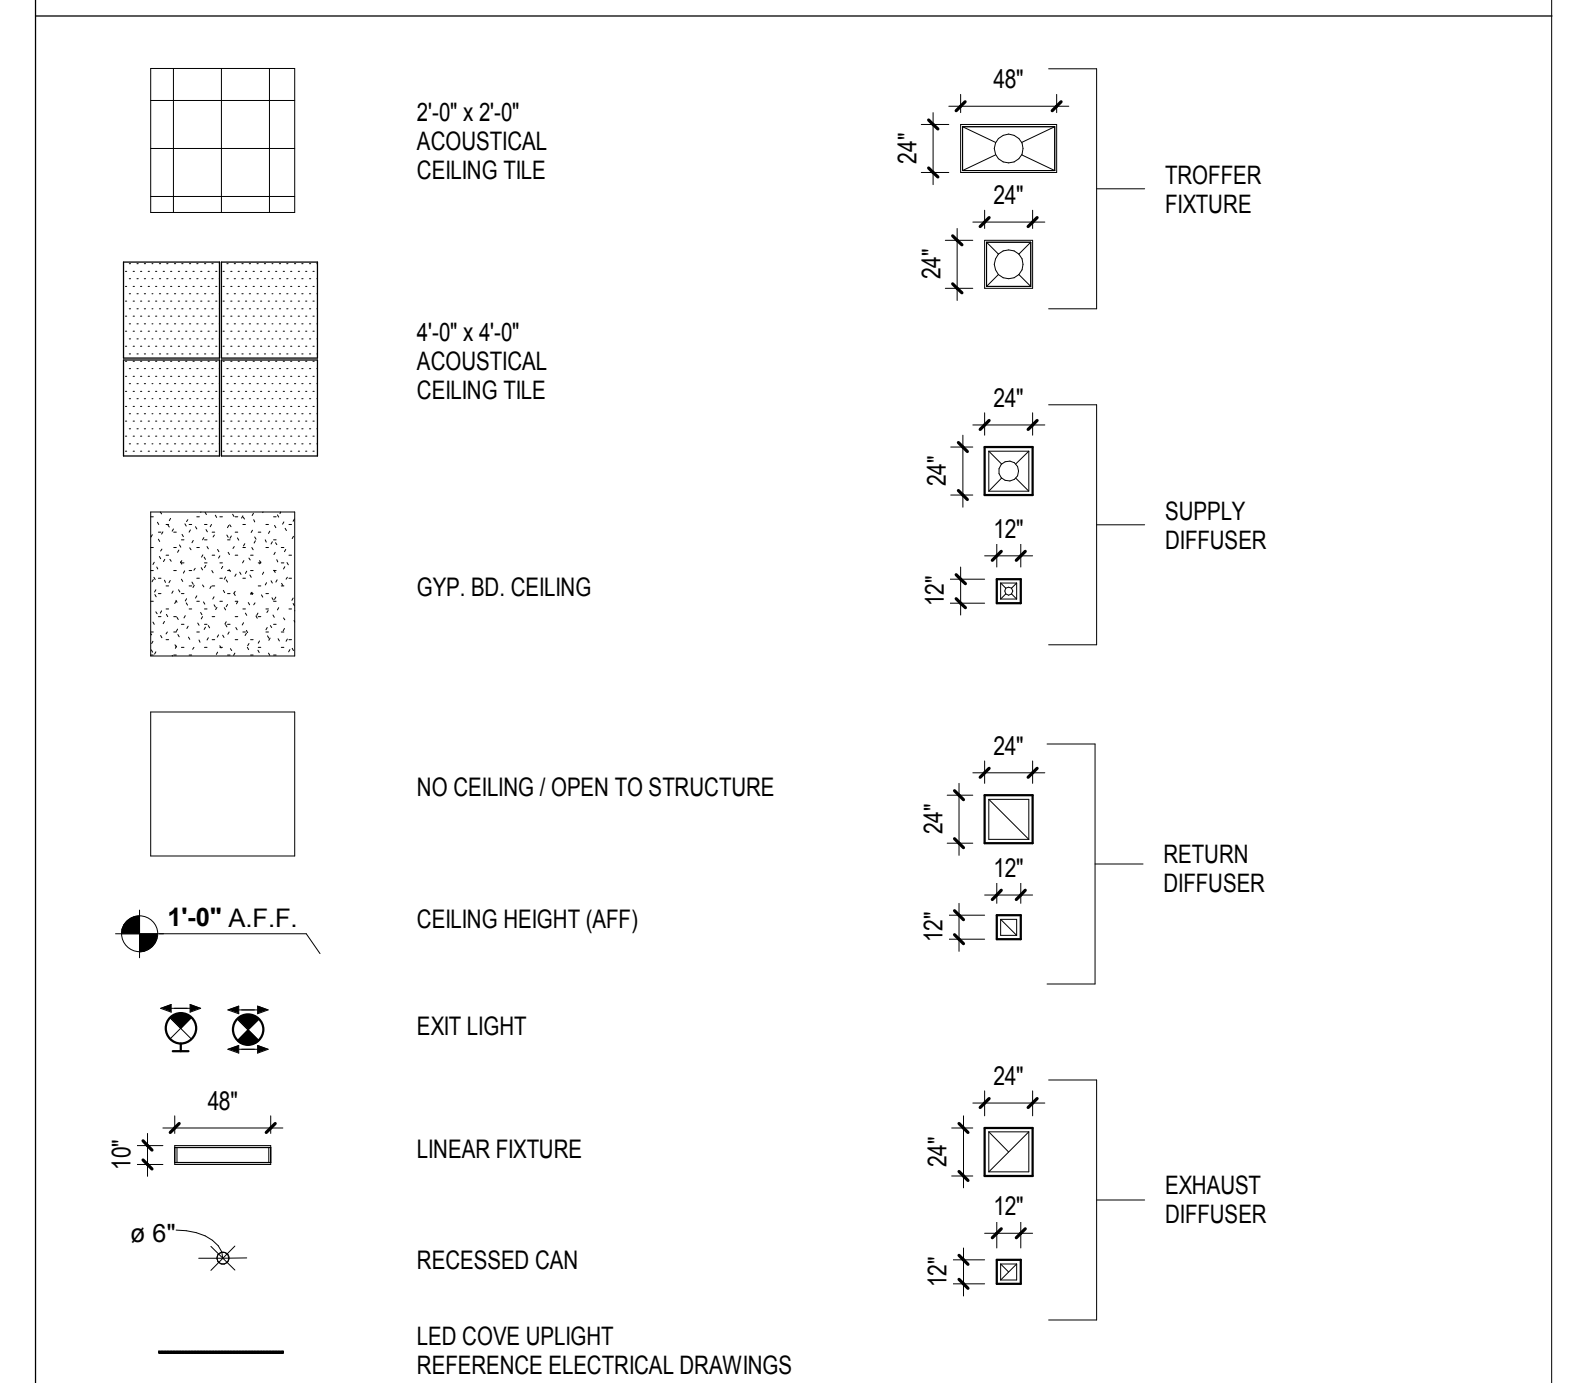 2'-0" x 2'-0"
ACOUSTICAL
CEILING TILE
4'-0" x 4'-0"
ACOUSTICAL
CEILING TILE
GYP. BD. CEILING
NO CEILING / OPEN TO STRUCTURE
1'-0" A.F.F.
CEILING HEIGHT (AFF)
EXIT LIGHT
48"
10"
LINEAR FIXTURE
ø 6"
RECESSED CAN
LED COVE UPLIGHT
REFERENCE ELECTRICAL DRAWINGS
48"
24"
24"
24"
TROFFER
FIXTURE
24"
24"
12"
12"
SUPPLY
DIFFUSER
24"
24"
12"
12"
RETURN
DIFFUSER
24"
24"
12"
12"
EXHAUST
DIFFUSER